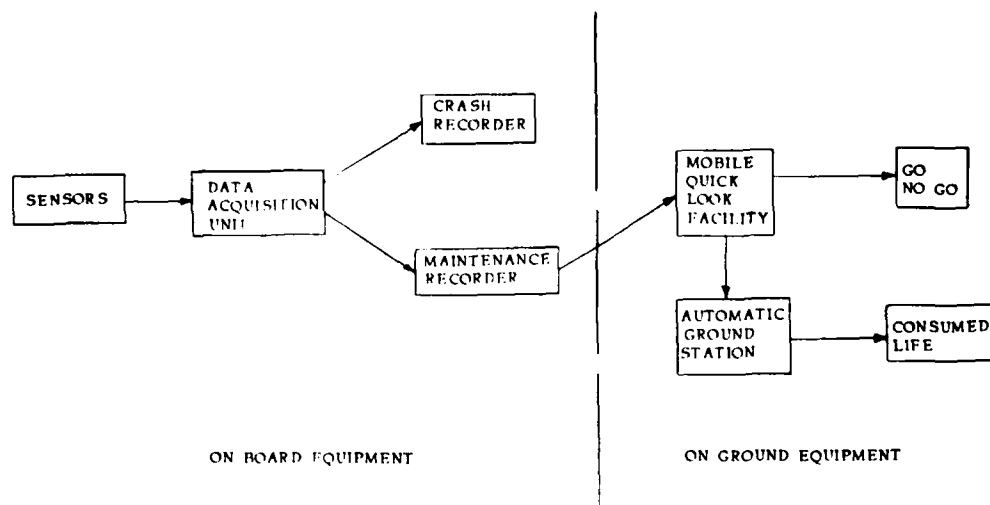 CRASH
RECORDER
SENSORS
DATA
ACQUISITION
UNIT
MAINTENANCE
RECORDER
MOBILE
QUICK
LOOK
FACILITY
GO
NO GO
AUTOMATIC
GROUND
STATION
CONSUMED
LIFE
ON BOARD EQUIPMENT
ON GROUND EQUIPMENT